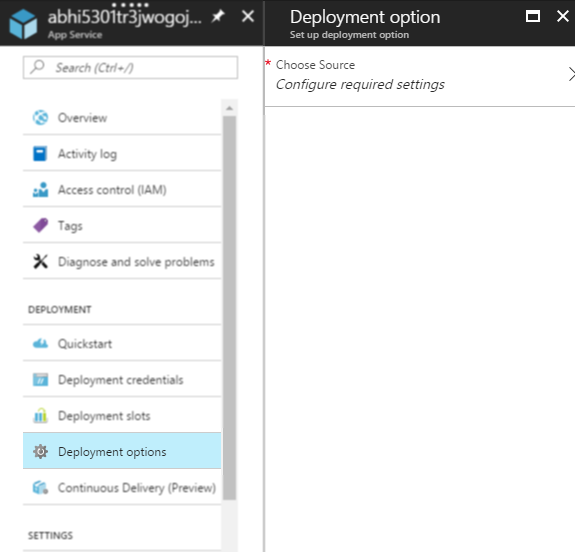 abhi5301tr3jwogoj...
App Service
Search (Ctrl+/)
Overview
Activity log
Access control (IAM)
Tags
Diagnose and solve problems
DEPLOYMENT
Quickstart
Deployment credentials
Deployment slots
Deployment options
Continuous Delivery (Preview)
SETTINGS
Deployment option
Set up deployment option
* Choose Source
Configure required settings